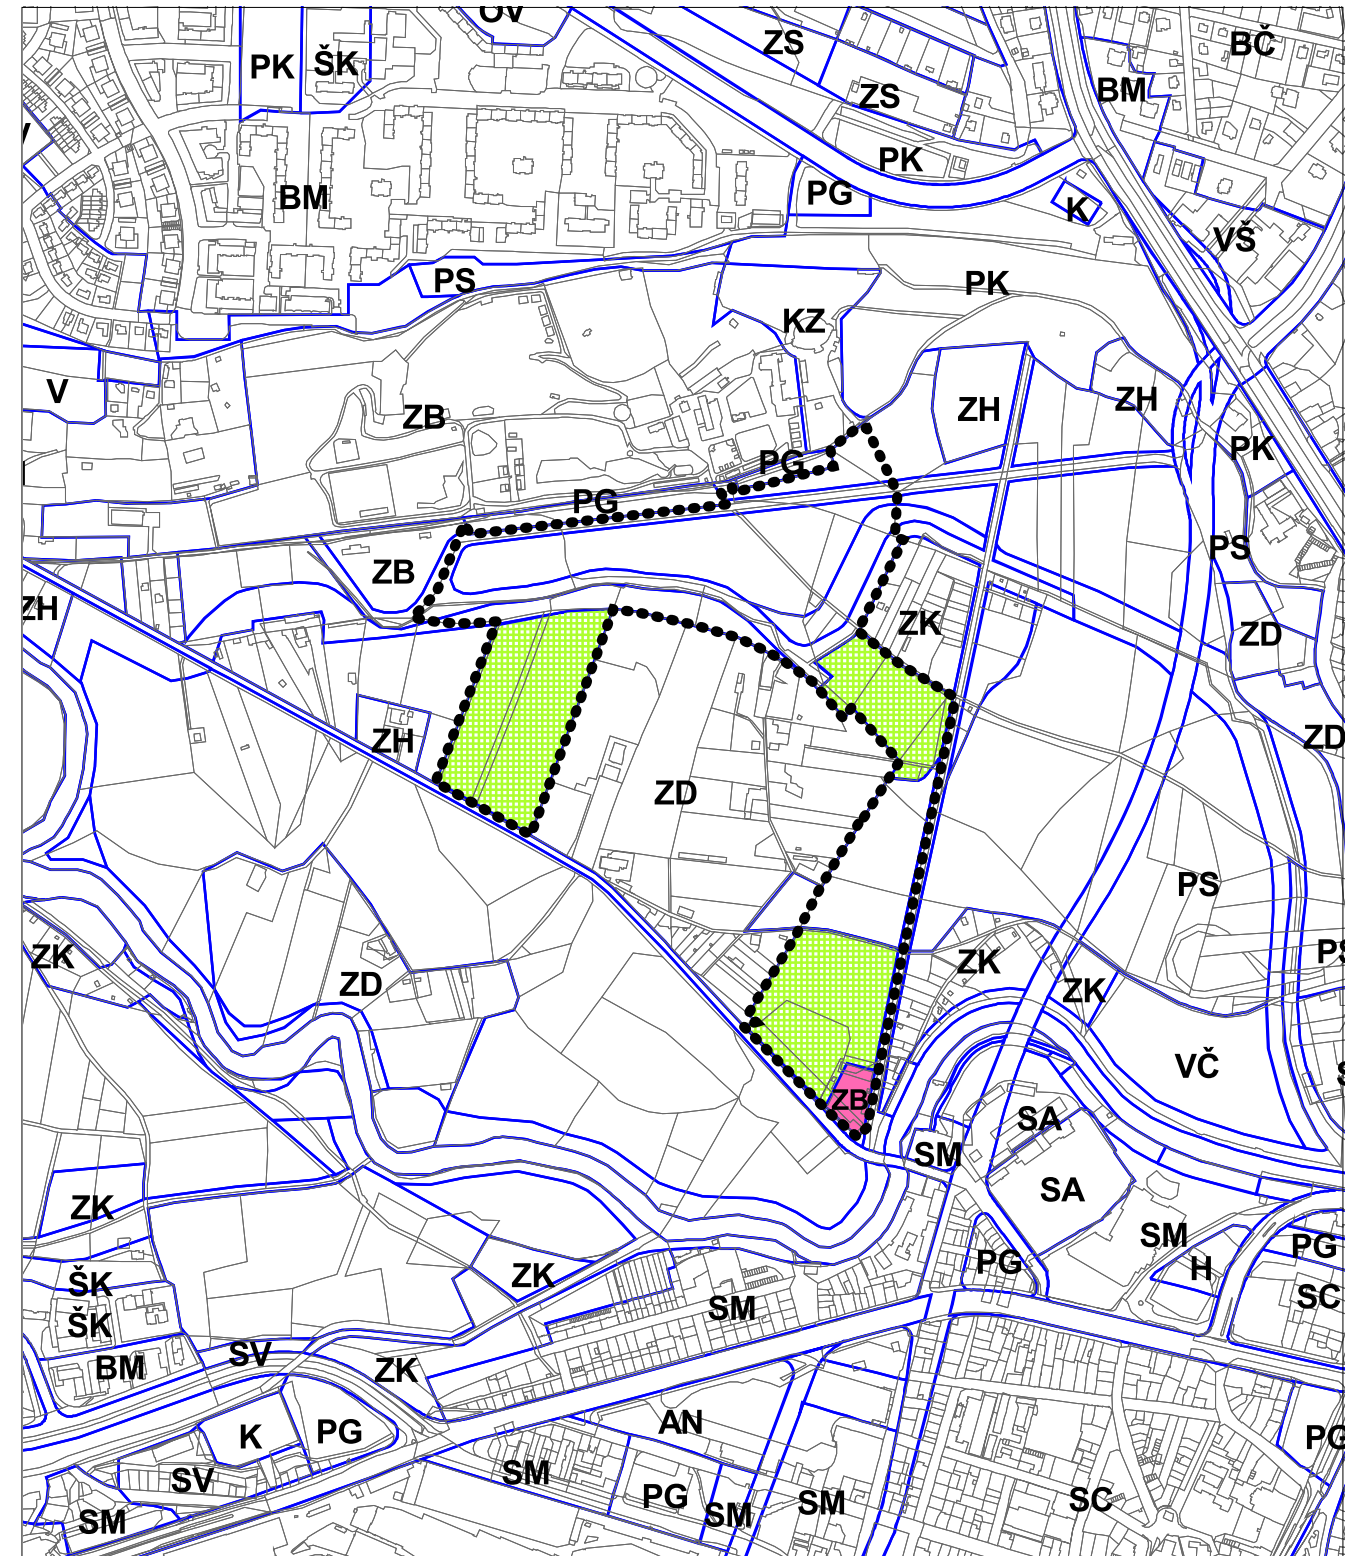 OV
ZS
BČ
PK
ŠK
BM
ZS
V
PK
BM
PG
K
VŠ
PS
PK
KZ
V
ZB
ZH
ZH
PG
PK
PG
PS
ZB
ZH
ZK
ZD
ZH
ZD
ZD
PS
ZK
ZD
ZK
ZK
PS
VČ
ZB
SA
SM
SA
ZK
SM
PG
H
PG
ŠK
ZK
SC
SM
ŠK
BM
SV
ZK
K
PG
AN
PG
SV
SM
PG
SM
SM
SC
SM